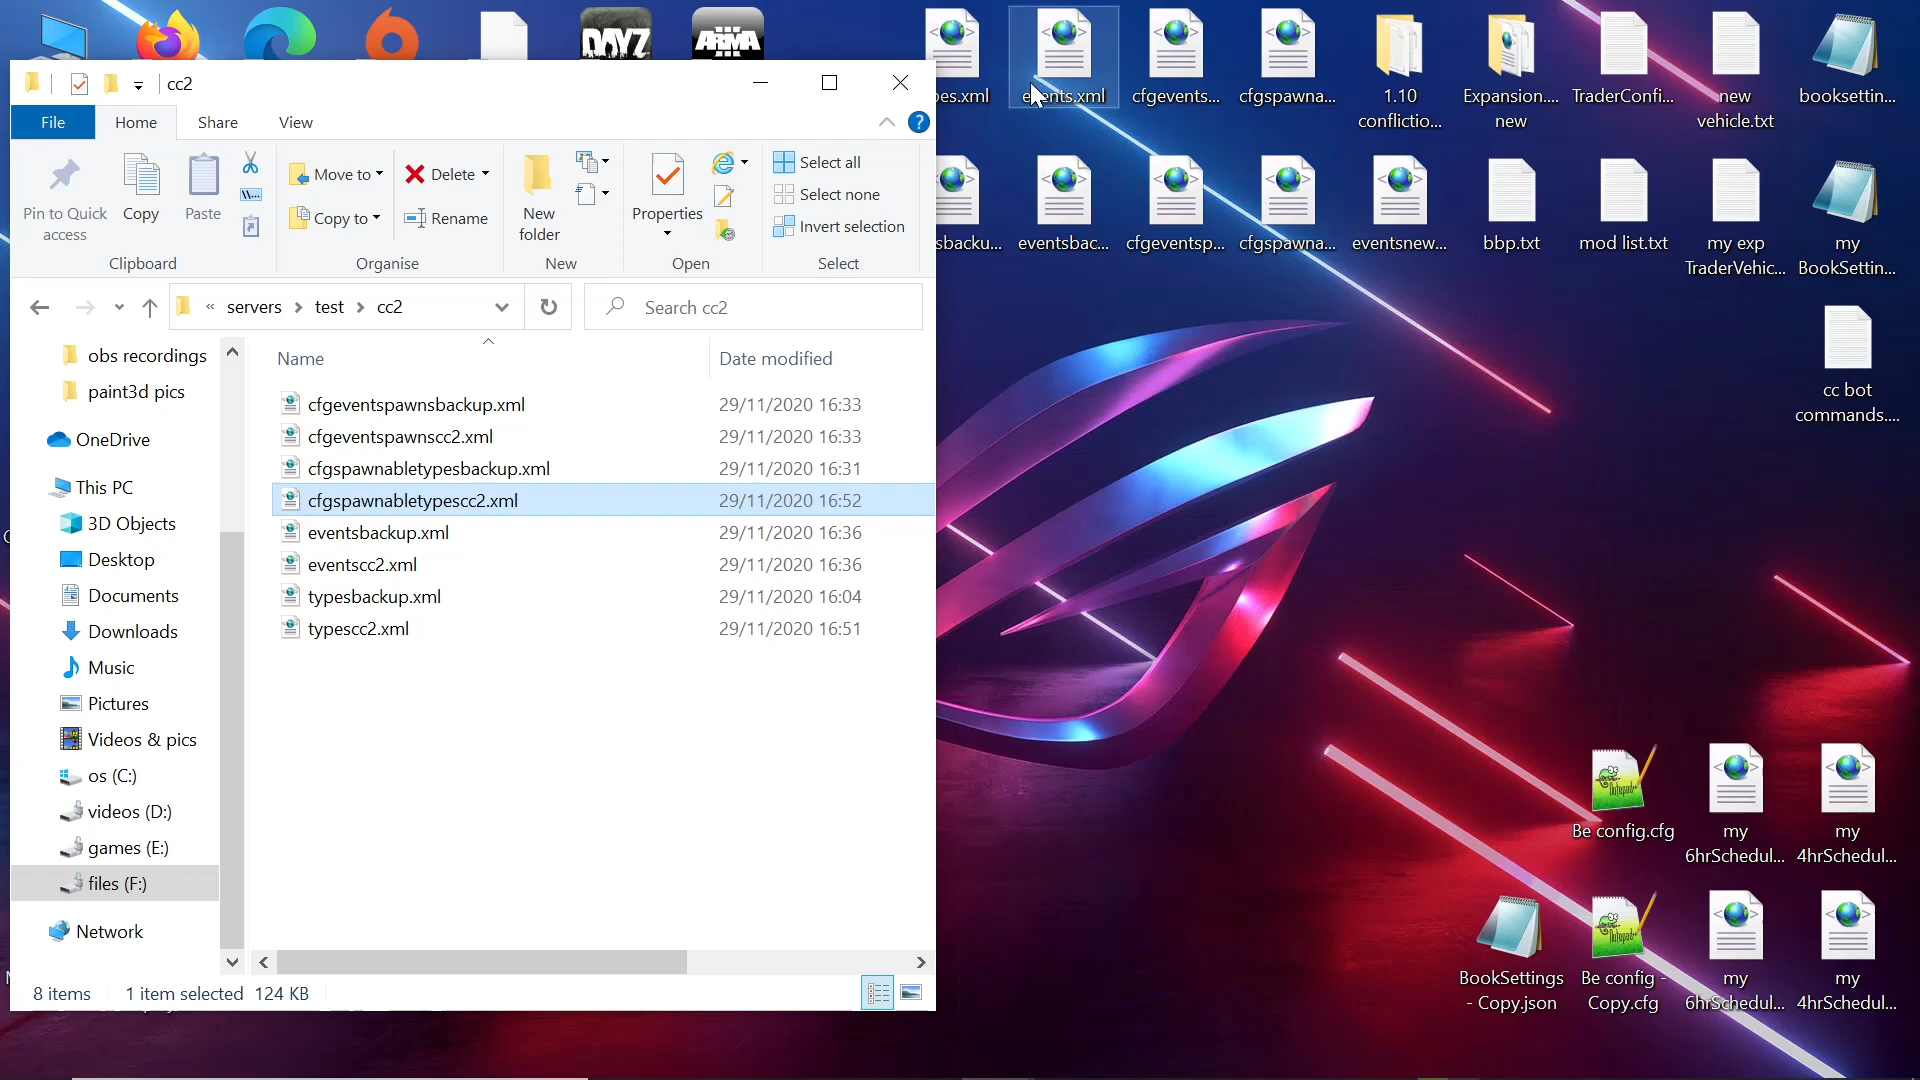 DAYZ
ARMA
III
cc2
File
Home
Share
View
Pin to Quick
access
Copy
Paste
Move to
Copy to
Delete
Rename
New
folder
Properties
Select all
Select none
Invert selection
Clipboard
Organise
New
Open
Select
« servers > test > cc2
Search cc2
obs recordings
paint3d pics
OneDrive
This PC
3D Objects
Desktop
Documents
Downloads
Music
Pictures
Videos & pics
os (C:)
videos (D:)
games (E:)
files (F:)
Network
Name
Date modified
cfgeventspawnsbackup.xml 29/11/2020 16:33
cfgeventspawnscc2.xml 29/11/2020 16:33
cfgspawnabletypesbackup.xml 29/11/2020 16:31
cfgspawnabletypescc2.xml 29/11/2020 16:52
eventsbackup.xml 29/11/2020 16:36
eventscc2.xml 29/11/2020 16:36
typesbackup.xml 29/11/2020 16:04
typescc2.xml 29/11/2020 16:51
8 items
1 item selected 124 KB
pes.xml
events.xml
cfgevents...
cfgspawna...
1.10
conflictio...
Expansion....
new
TraderConfi...
new
vehicle.txt
booksettin...
sbacku...
eventsbac...
cfgeventsp...
cfgspawna...
eventsnew...
bbp.txt
mod list.txt
my exp
TraderVehic...
my
BookSettin...
cc bot
commands....
Be config.cfg
my
6hrSchedul...
my
4hrSchedul...
BookSettings
- Copy.json
Be config -
Copy.cfg
my
6hrSchedul...
my
4hrSchedul...